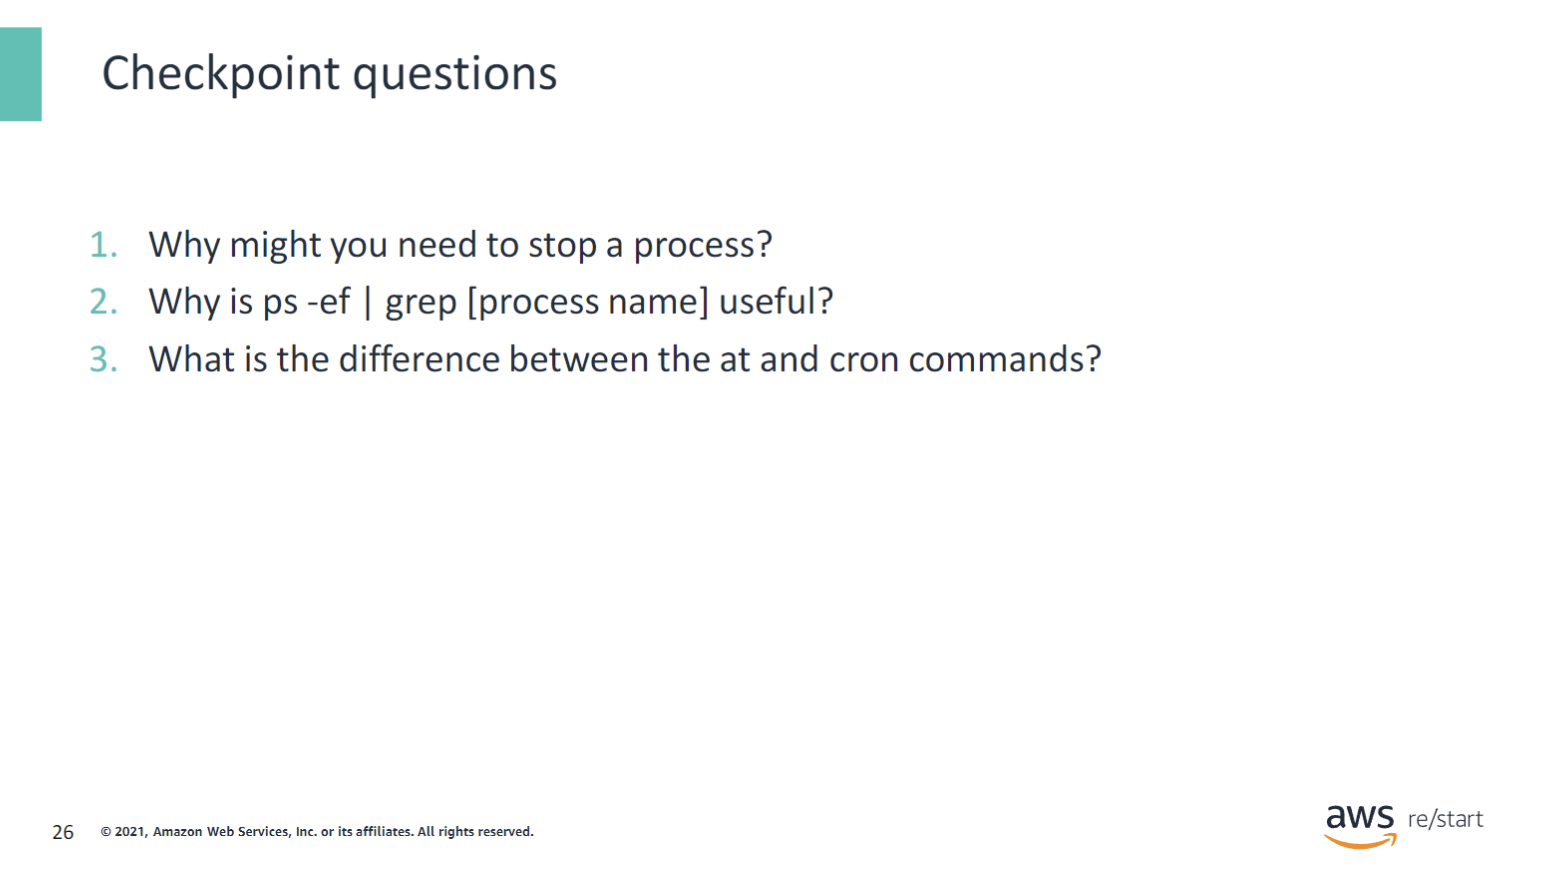 Checkpoint questions
1. Why might you need to stop a process?
2. Why is ps -ef | grep [process name] useful?
3. What is the difference between the at and cron commands?
26 © 2021, Amazon Web Services, Inc. or its affiliates. All rights reserved.
aws re/start